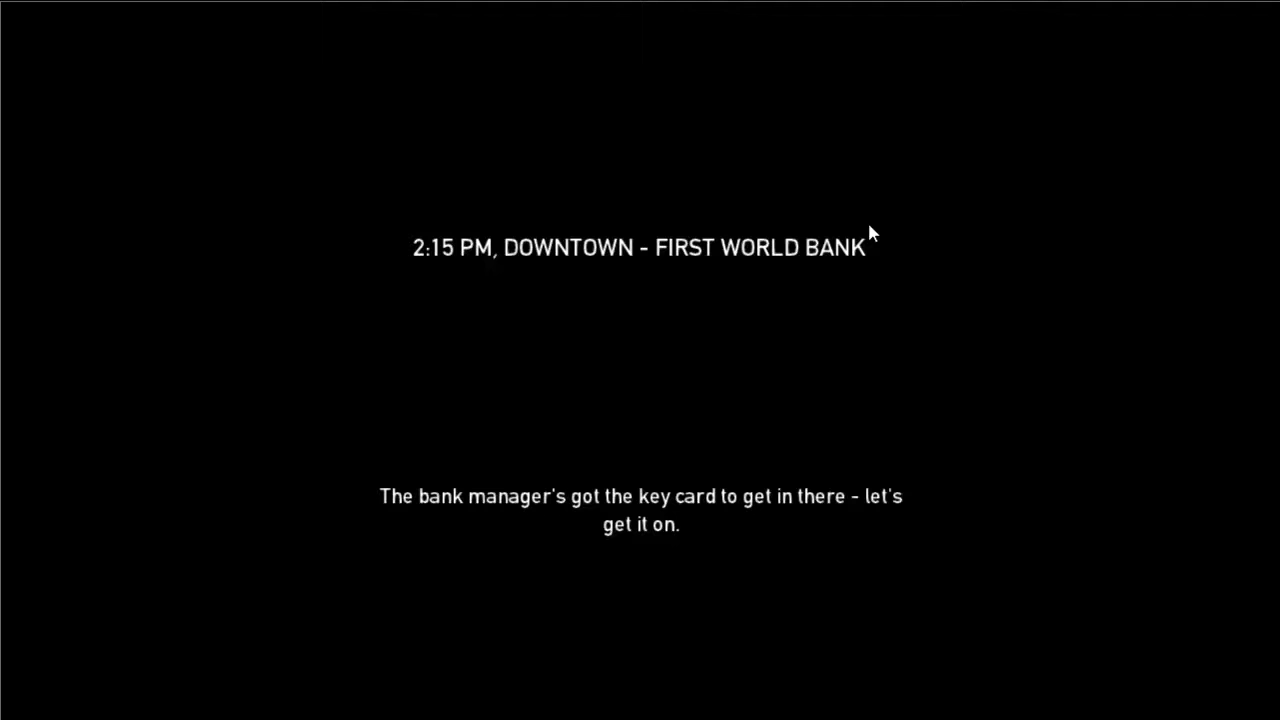 2:15 PM, DOWNTOWN - FIRST WORLD BANK
The bank manager's got the key card to get in there - let's
get it on.